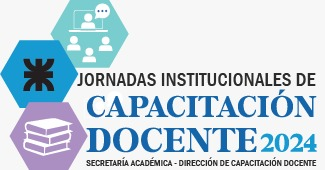 JORNADAS INSTITUCIONALES DE
CAPACITACIÓN
DOCENTE 2024
SECRETARÍA ACADÉMICA - DIRECCIÓN DE CAPACITACIÓN DOCENTE